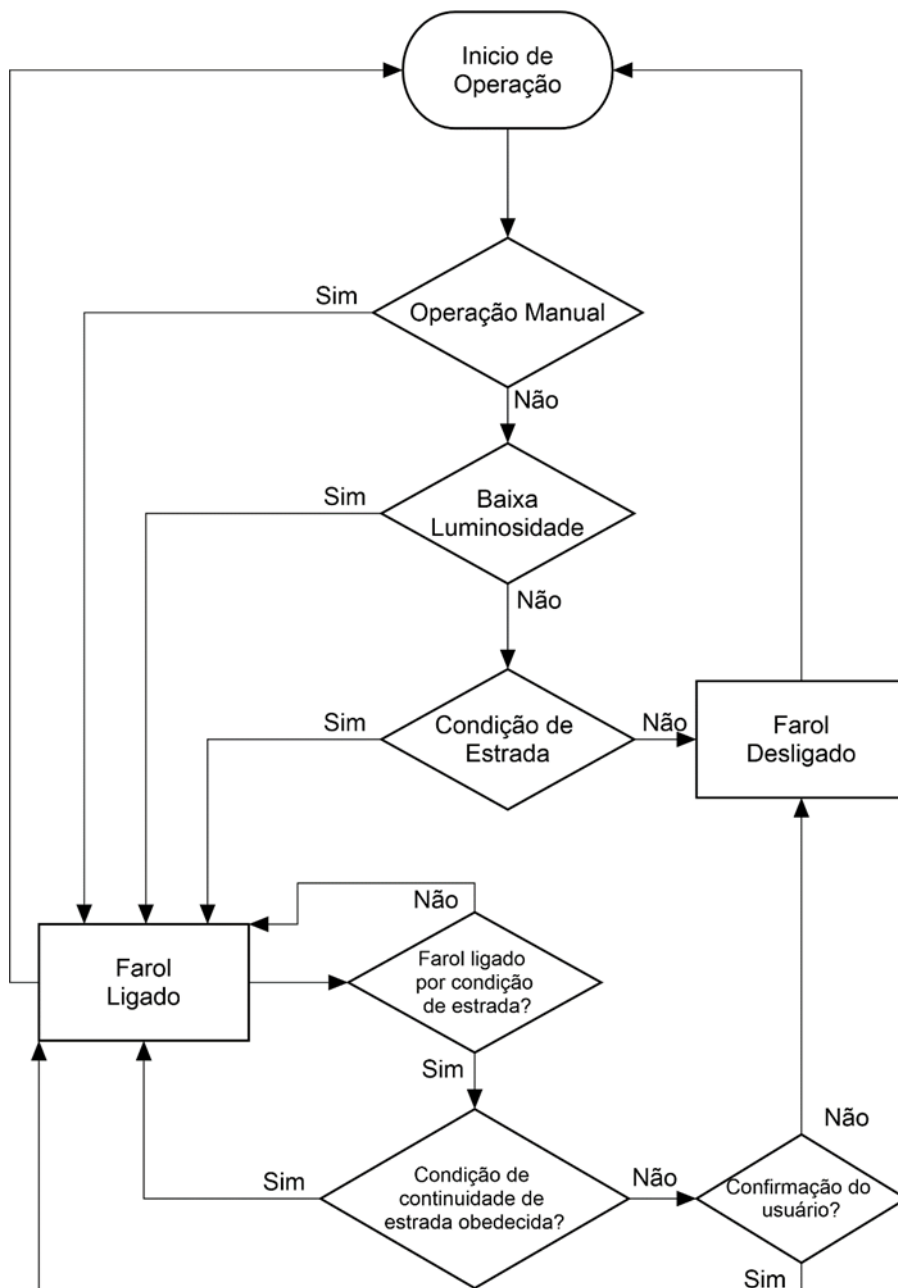 Inicio de
Operação
Sim
Operação Manual
Não
Sim
Baixa
Luminosidade
Não
Sim
Condição de
Estrada
Não
Farol
Desligado
Não
Farol
Ligado
Farol ligado
por condição
de estrada?
Sim
Não
Sim
Condição de
continuidade de
estrada obedecida?
Não
Confirmação do
usuário?
Sim